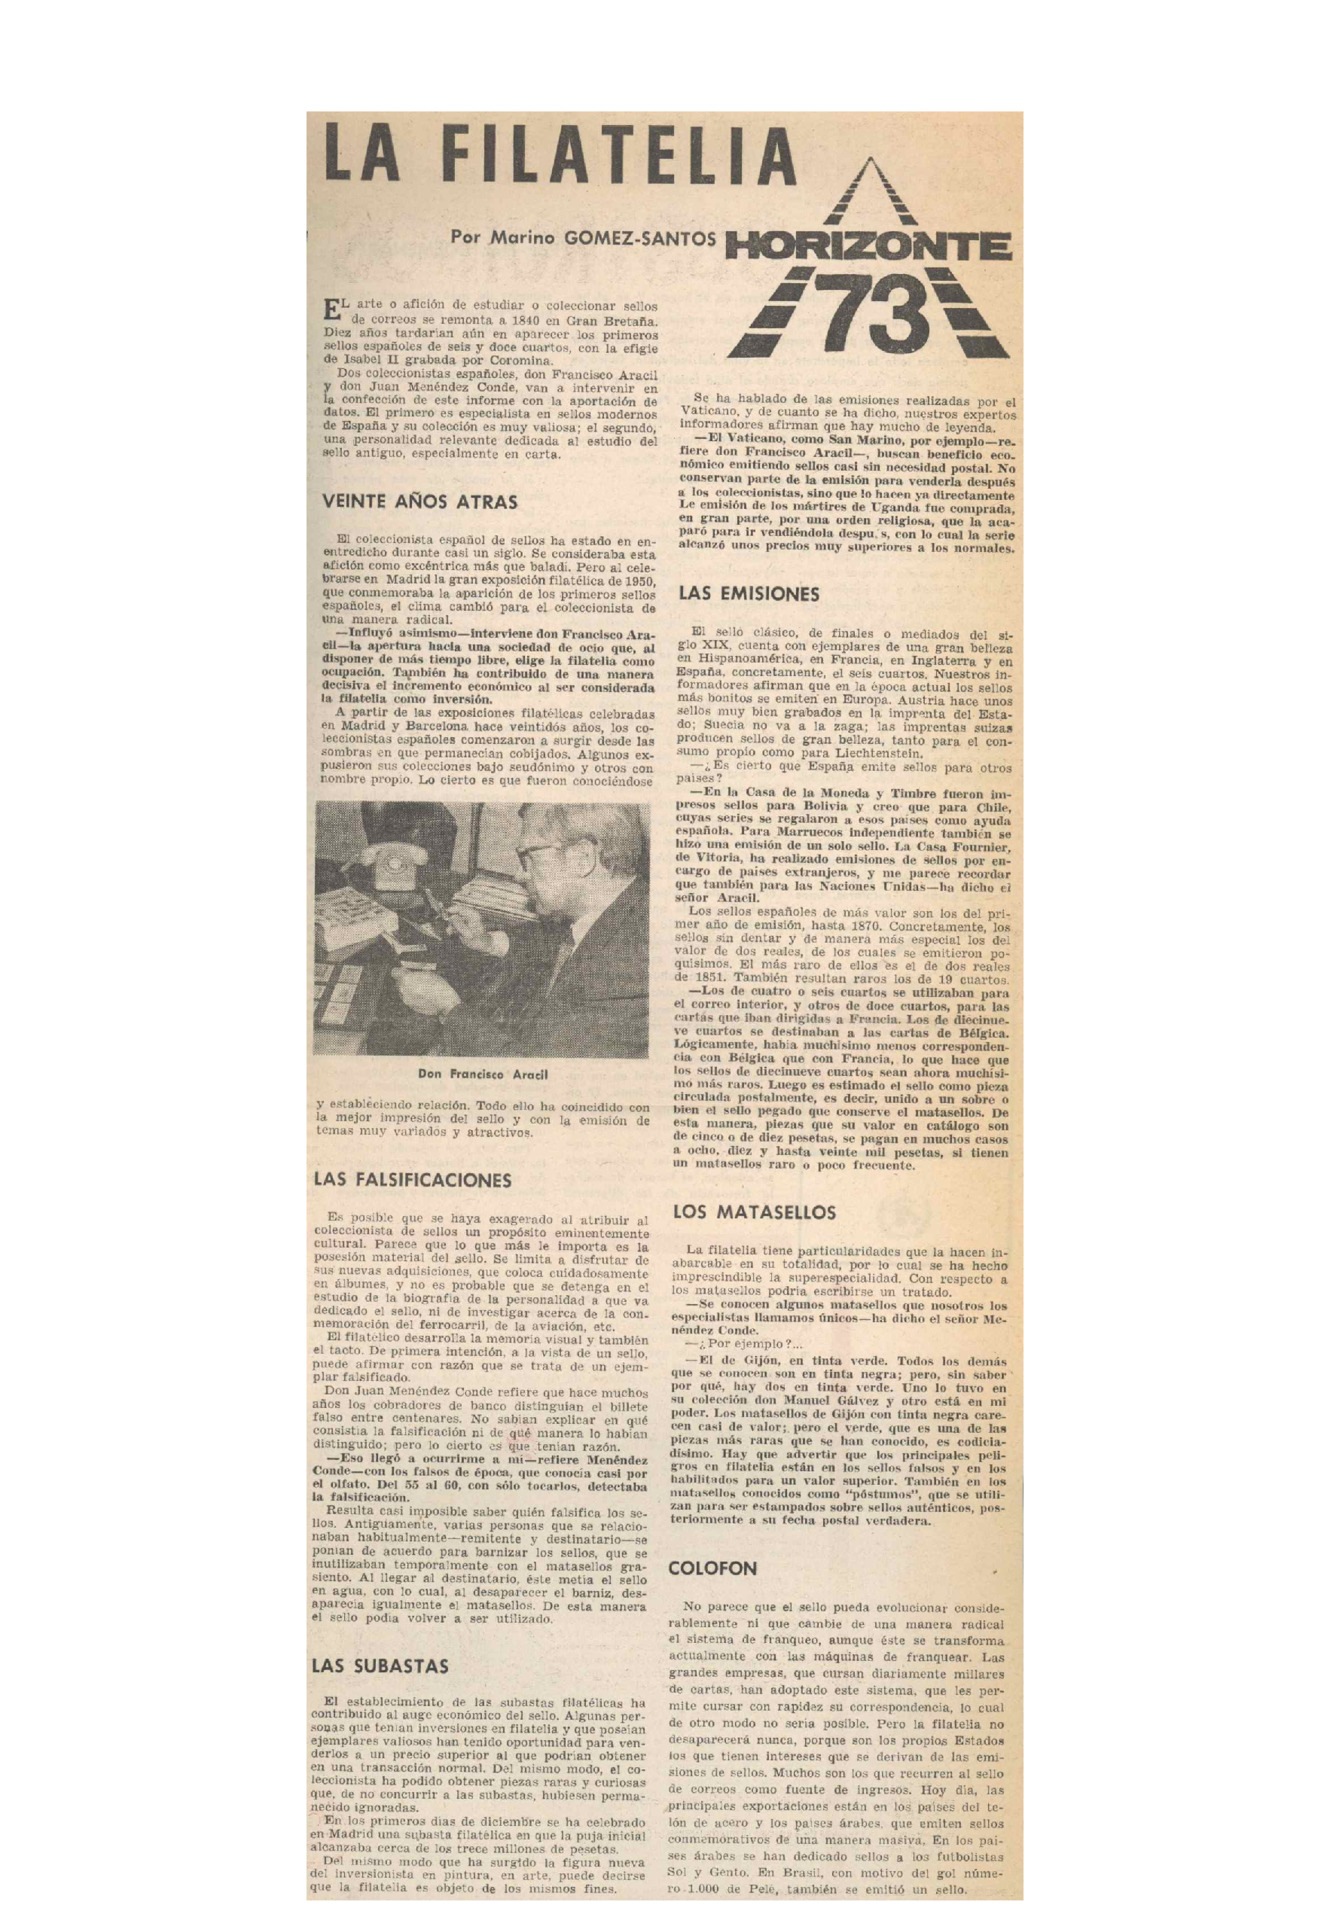 LA FILATELIA
Por Marino GOMEZ-SANTOS
HORIZONTE
73
EL arte o afición de estudiar o coleccionar sellos
de correos se remonta a 1840 en Gran Bretaña.
Diez años tardarían aún en aparecer los primeros
sellos españoles de seis y doce cuartos, con la efigie
de Isabel II grabada por Coromina.
Dos coleccionistas españoles, don Francisco Aracil
y don Juan Menéndez Conde, van a intervenir en
la confección de este informe con la aportación de
datos. El primero es especialista en sellos modernos
de España y su colección es muy valiosa; el segundo,
una personalidad relevante dedicada al estudio del
sello antiguo, especialmente en carta.
VEINTE AÑOS ATRAS
El coleccionista español de sellos ha estado en en-
entredicho durante casi un siglo. Se consideraba esta
afición como excéntrica más que baladí. Pero al cele-
brarse en Madrid la gran exposición filatélica de 1950,
que conmemoraba la aparición de los primeros sellos
españoles, el clima cambió para el coleccionista de
una manera radical.
—Influyó asimismo—interviene don Francisco Ara-
cil—la apertura hacia una sociedad de ocio que, al
disponer de más tiempo libre, elige la filatelia como
ocupación. También ha contribuido de una manera
decisiva el incremento económico al ser considerada
la filatelia como inversión.
A partir de las exposiciones filatélicas celebradas
en Madrid y Barcelona hace veintidós años, los co-
leccionistas españoles comenzaron a surgir desde las
sombras en que permanecían cobijados. Algunos ex-
pusieron sus colecciones bajo seudónimo y otros con
nombre propio. Lo cierto es que fueron conociéndose
Don Francisco Aracil
y estableciendo relación. Todo ello ha coincidido con
la mejor impresión del sello y con la emisión de
temas muy variados y atractivos.
LAS FALSIFICACIONES
Es posible que se haya exagerado al atribuir al
coleccionista de sellos un propósito eminentemente
cultural. Parece que lo que más le importa es la
posesión material del sello. Se limita a disfrutar de
sus nuevas adquisiciones, que coloca cuidadosamente
en álbumes, y no es probable que se detenga en el
estudio de la biografía de la personalidad a que va
dedicado el sello, ni de investigar acerca de la con-
memoración del ferrocarril, de la aviación, etc.
El filatélico desarrolla la memoria visual y también
el tacto. De primera intención, a la vista de un sello,
puede afirmar con razón que se trata de un ejem-
plar falsificado.
Don Juan Menéndez Conde refiere que hace muchos
años los cobradores de banco distinguían el billete
falso entre centenares. No sabían explicar en qué
consistía la falsificación ni de qué manera lo habían
distinguido; pero lo cierto es que tenían razón.
—Eso llegó a ocurrirme a mí—refiere Menéndez
Conde—con los falsos de época, que conocía casi por
el olfato. Del 55 al 60, con sólo tocarlos, detectaba
la falsificación.
Resulta casi imposible saber quién falsifica los se-
llos. Antiguamente, varias personas que se relacio-
naban habitualmente—remitente y destinatario—se
ponían de acuerdo para barnizar los sellos, que se
inutilizaban temporalmente con el matasellos gra-
siento. Al llegar al destinatario, éste metía el sello
en agua, con lo cual, al desaparecer el barniz, des-
aparecía igualmente el matasellos. De esta manera
el sello podía volver a ser utilizado.
LAS SUBASTAS
El establecimiento de las subastas filatélicas ha
contribuido al auge económico del sello. Algunas per-
sonas que tenían inversiones en filatelia y que poseían
ejemplares valiosos han tenido oportunidad para ven-
derlos a un precio superior al que podrían obtener
en una transacción normal. Del mismo modo, el co-
leccionista ha podido obtener piezas raras y curiosas
que, de no concurrir a las subastas, hubiesen perma-
necido ignoradas.
En los primeros días de diciembre se ha celebrado
en Madrid una subasta filatélica en que la puja inicial
alcanzaba cerca de los trece millones de pesetas.
Del mismo modo que ha surgido la figura nueva
del inversionista en pintura, en arte, puede decirse
que la filatelia es objeto de los mismos fines.
Se ha hablado de las emisiones realizadas por el
Vaticano, y de cuanto se ha dicho, nuestros expertos
informadores afirman que hay mucho de leyenda.
—El Vaticano, como San Marino, por ejemplo—re-
fiere don Francisco Aracil—, buscan beneficio eco-
nómico emitiendo sellos casi sin necesidad postal. No
conservan parte de la emisión para venderla después
a los coleccionistas, sino que lo hacen ya directamente
Le emisión de los mártires de Uganda fue comprada,
en gran parte, por una orden religiosa, que la aca-
paró para ir vendiéndola después, con lo cual la serie
alcanzó unos precios muy superiores a los normales.
LAS EMISIONES
El sello clásico, de finales o mediados del si-
glo XIX, cuenta con ejemplares de una gran belleza
en Hispanoamérica, en Francia, en Inglaterra y en
España, concretamente, el seis cuartos. Nuestros in-
formadores afirman que en la época actual los sellos
más bonitos se emiten en Europa. Austria hace unos
sellos muy bien grabados en la imprenta del Esta-
do; Suecia no va a la zaga; las imprentas suizas
producen sellos de gran belleza, tanto para el con-
sumo propio como para Liechtenstein.
—¿Es cierto que España emite sellos para otros
países?
—En la Casa de la Moneda y Timbre fueron im-
presos sellos para Bolivia y creo que para Chile,
cuyas series se regalaron a esos países como ayuda
española. Para Marruecos independiente también se
hizo una emisión de un solo sello. La Casa Fournier,
de Vitoria, ha realizado emisiones de sellos por en-
cargo de países extranjeros, y me parece recordar
que también para las Naciones Unidas—ha dicho el
señor Aracil.
Los sellos españoles de más valor son los del pri-
mer año de emisión, hasta 1870. Concretamente, los
sellos sin dentar y de manera más especial los del
valor de dos reales, de los cuales se emitieron po-
quísimos. El más raro de ellos es el de dos reales
de 1851. También resultan raros los de 19 cuartos.
—Los de cuatro o seis cuartos se utilizaban para
el correo interior, y otros de doce cuartos, para las
cartas que iban dirigidas a Francia. Los de diecinue-
ve cuartos se destinaban a las cartas de Bélgica.
Lógicamente, había muchísimo menos corresponden-
cia con Bélgica que con Francia, lo que hace que
los sellos de diecinueve cuartos sean ahora muchísi-
mo más raros. Luego es estimado el sello como pieza
circulada postalmente, es decir, unido a un sobre o
bien el sello pegado que conserve el matasellos. De
esta manera, piezas que su valor en catálogo son
de cinco o de diez pesetas, se pagan en muchos casos
a ocho, diez y hasta veinte mil pesetas, si tienen
un matasellos raro o poco frecuente.
LOS MATASELLOS
La filatelia tiene particularidades que la hacen in-
abarcable en su totalidad, por lo cual se ha hecho
imprescindible la superespecialidad. Con respecto a
los matasellos podría escribirse un tratado.
—Se conocen algunos matasellos que nosotros los
especialistas llamamos únicos—ha dicho el señor Me-
néndez Conde.
—¿Por ejemplo?...
—El de Gijón, en tinta verde. Todos los demás
que se conocen son en tinta negra; pero, sin saber
por qué, hay dos en tinta verde. Uno lo tuvo en
su colección don Manuel Gálvez y otro está en mi
poder. Los matasellos de Gijón con tinta negra care-
cen casi de valor; pero el verde, que es una de las
piezas más raras que se han conocido, es codicia-
dísimo. Hay que advertir que los principales peli-
gros en filatelia están en los sellos falsos y en los
habilitados para un valor superior. También en los
matasellos conocidos como "póstumos", que se utili-
zan para ser estampados sobre sellos auténticos, pos-
teriormente a su fecha postal verdadera.
COLOFON
No parece que el sello pueda evolucionar conside-
rablemente ni que cambie de una manera radical
el sistema de franqueo, aunque éste se transforma
actualmente con las máquinas de franquear. Las
grandes empresas, que cursan diariamente millares
de cartas, han adoptado este sistema, que les per-
mite cursar con rapidez su correspondencia, lo cual
de otro modo no sería posible. Pero la filatelia no
desaparecerá nunca, porque son los propios Estados
los que tienen intereses que se derivan de las emi-
siones de sellos. Muchos son los que recurren al sello
de correos como fuente de ingresos. Hoy día, las
principales exportaciones están en los países del te-
lón de acero y los países árabes, que emiten sellos
conmemorativos de una manera masiva. En los paí-
ses árabes se han dedicado sellos a los futbolistas
Sol y Gento. En Brasil, con motivo del gol núme-
ro 1.000 de Pelé, también se emitió un sello.